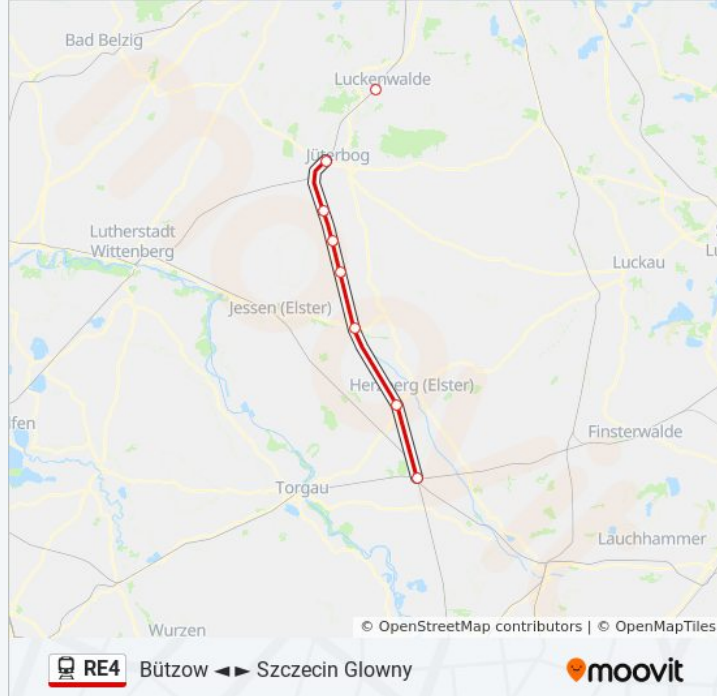 Bad Belzig
Luckenwalde
Jüterbog
Lutherstadt
Wittenberg
Luckau
Jessen (Elster)
Herzberg (Elster)
Finsterwalde
Torgau
Lauchhammer
Wurzen
© OpenStreetMap contributors | © OpenMapTiles
RE4
Bützow ◄ ► Szczecin Glowny
moovit